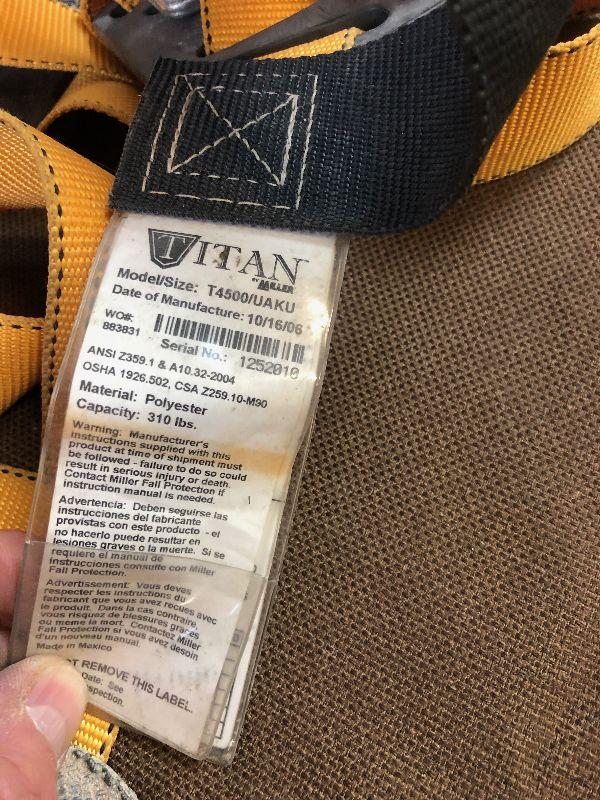 TITAN
BY MILLER
Model/Size: T4500/UAKU
Date of Manufacture: 10/16/06
WO#:
883831
Serial No.: 1252018
ANSI Z359.1 & A10.32-2004
OSHA 1926.502, CSA Z259.10-M90
Material: Polyester
Capacity: 310 lbs.
Warning: Manufacturer's
instructions supplied with this
product at time of shipment must
be followed - failure to do so could
result in serious injury or death.
Contact Miller Fall Protection if
instruction manual is needed.
Advertencia: Deben seguirse las
instrucciones del fabricante
provistas con este producto - el
no hacerlo puede resultar en
lesiones graves o la muerte. Si se
requiere el manual de
instrucciones consulte con Miller
Fall Protection.
Advertissement: Vous devez
respecter les instructions du
fabricant que vous avez recues avec
le produit. Dans la cas contraire,
vous risquez de blessures graves
ou meme la mort. Contactez Miller
Fall Protection si vous avez desoin
d'un nouveau manual.
Made in Mexico
NOT REMOVE THIS LABEL.
Date: See